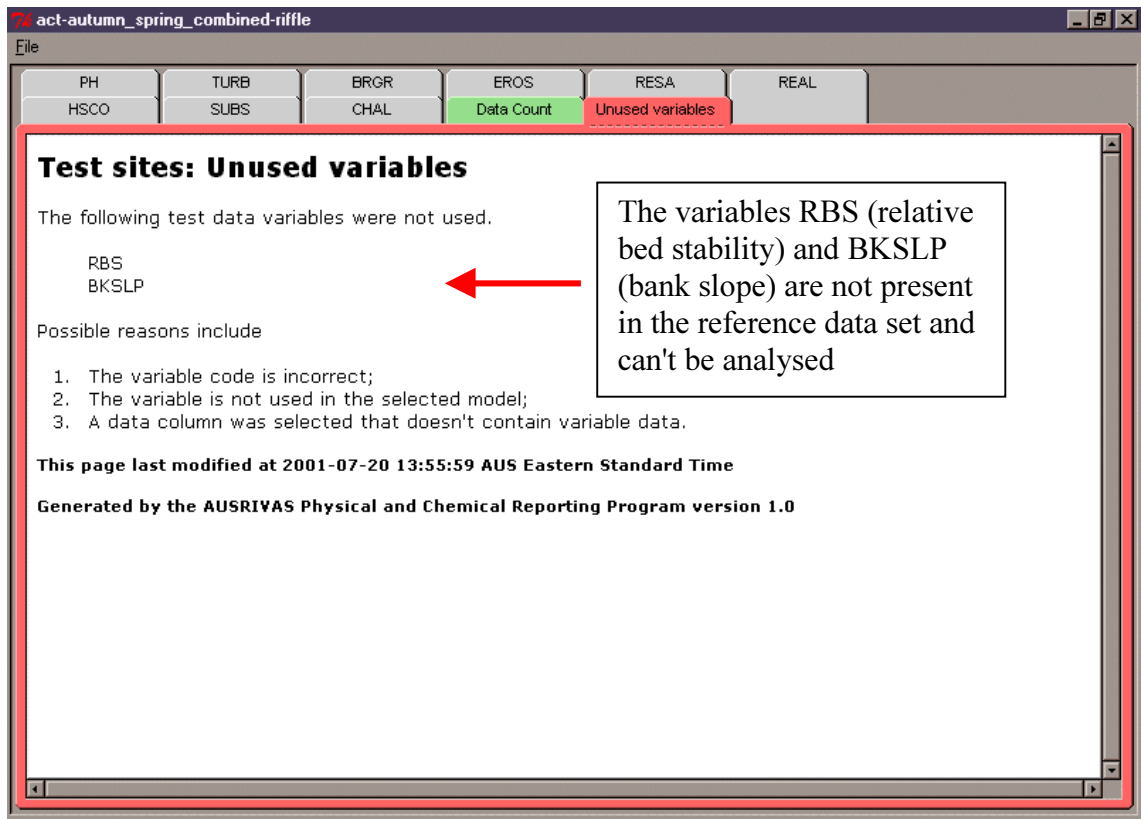 act-autumn_spring_combined-riffle
File
PH TURB BRGR EROS RESA REAL
HSCO SUBS CHAL Data Count Unused variables
Test sites: Unused variables
The following test data variables were not used.
RBS
BKSLP
The variables RBS (relative
bed stability) and BKSLP
(bank slope) are not present
in the reference data set and
can't be analysed
Possible reasons include
1. The variable code is incorrect;
2. The variable is not used in the selected model;
3. A data column was selected that doesn't contain variable data.
This page last modified at 2001-07-20 13:55:59 AUS Eastern Standard Time
Generated by the AUSRIVAS Physical and Chemical Reporting Program version 1.0